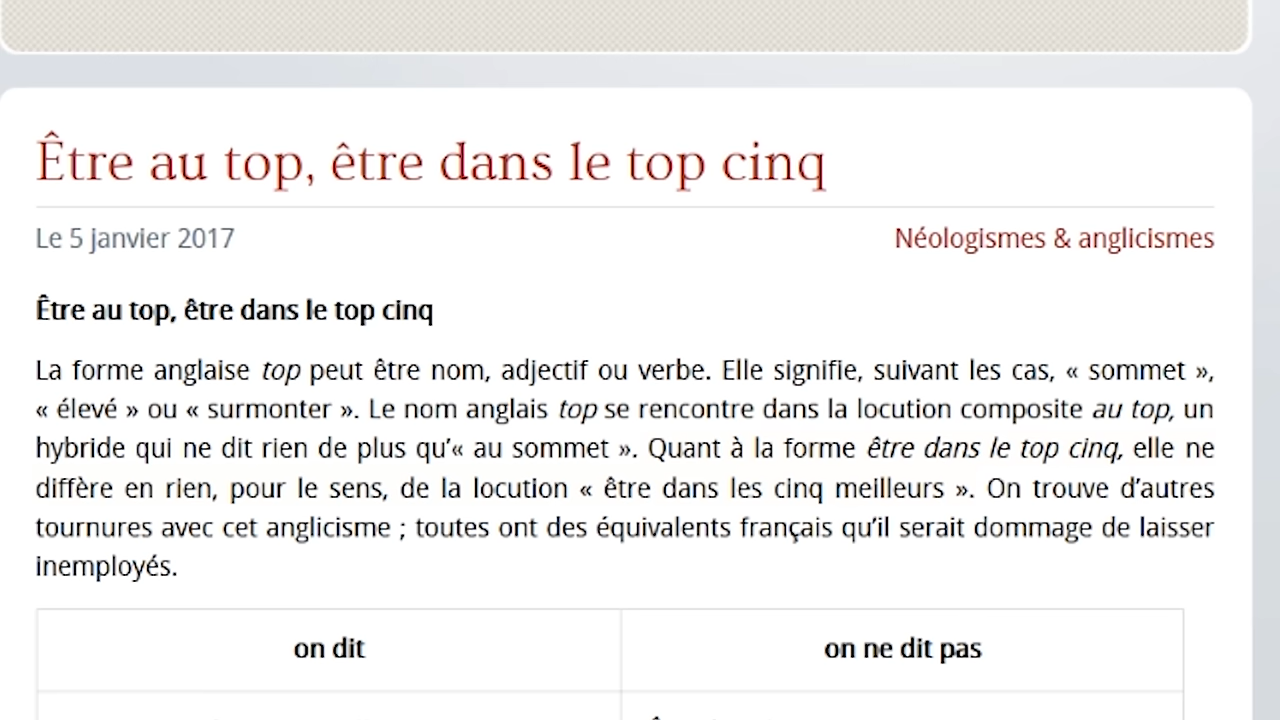 Être au top, être dans le top cinq
Le 5 janvier 2017 Néologismes & anglicismes
Être au top, être dans le top cinq
La forme anglaise top peut être nom, adjectif ou verbe. Elle signifie, suivant les cas, « sommet »,
« élevé » ou « surmonter ». Le nom anglais top se rencontre dans la locution composite au top, un
hybride qui ne dit rien de plus qu’« au sommet ». Quant à la forme être dans le top cinq, elle ne
diffère en rien, pour le sens, de la locution « être dans les cinq meilleurs ». On trouve d’autres
tournures avec cet anglicisme ; toutes ont des équivalents français qu’il serait dommage de laisser
inemployés.
on dit on ne dit pas